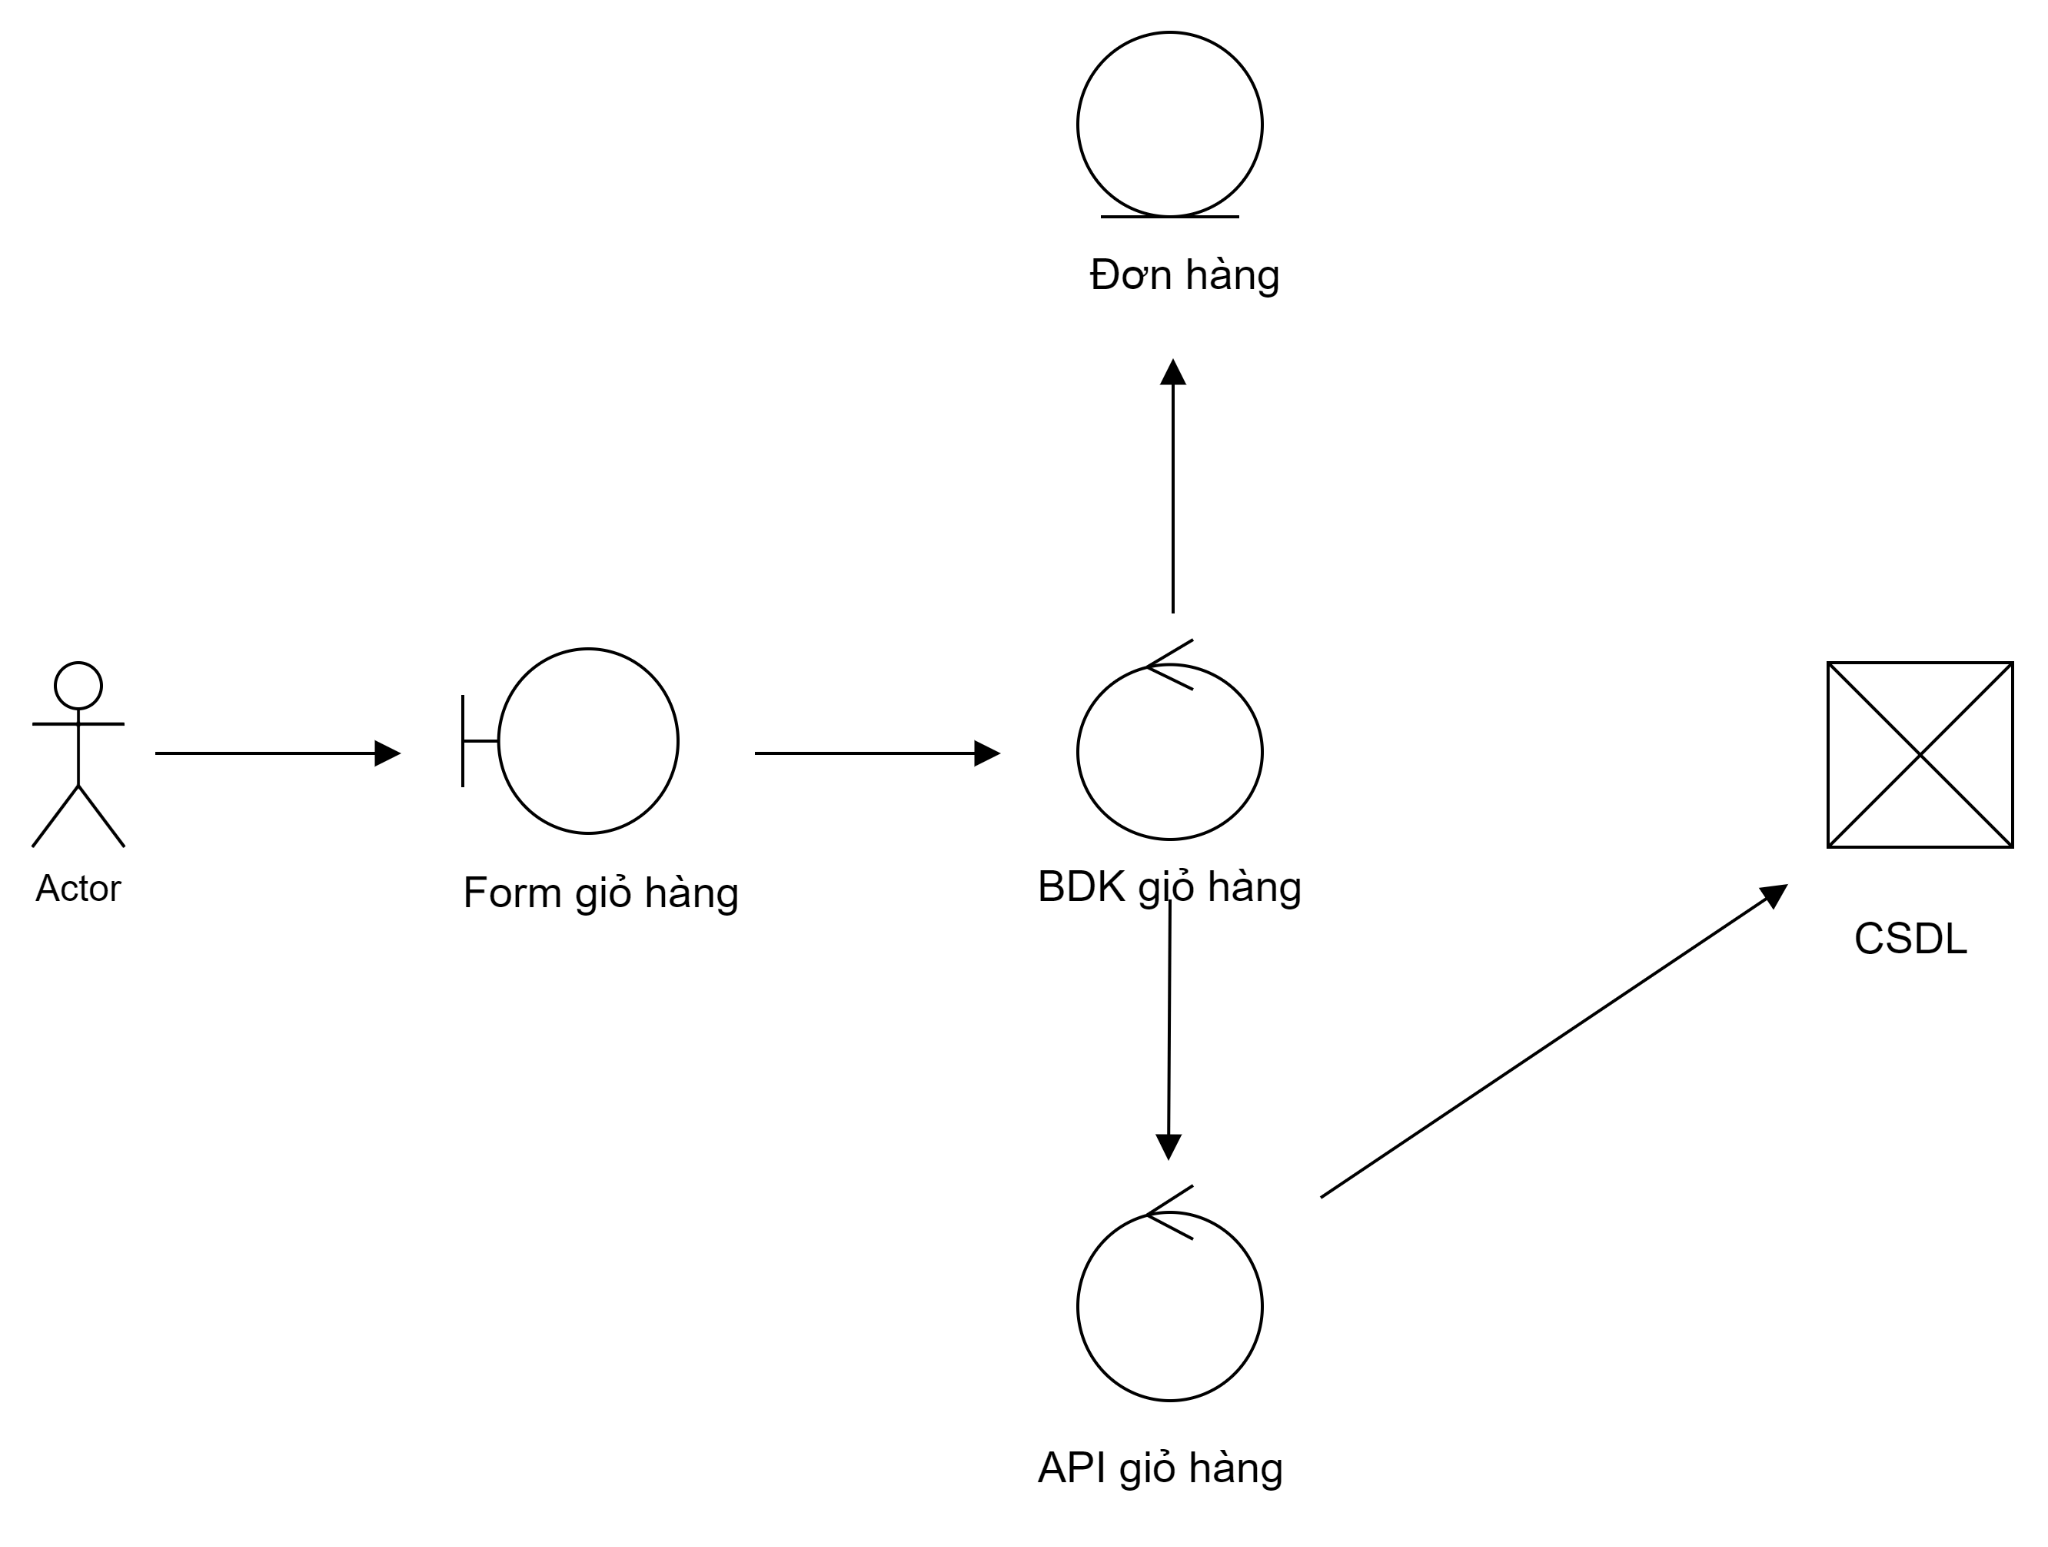 Đơn hàng
Actor
Form giỏ hàng
BDK giỏ hàng
CSDL
API giỏ hàng